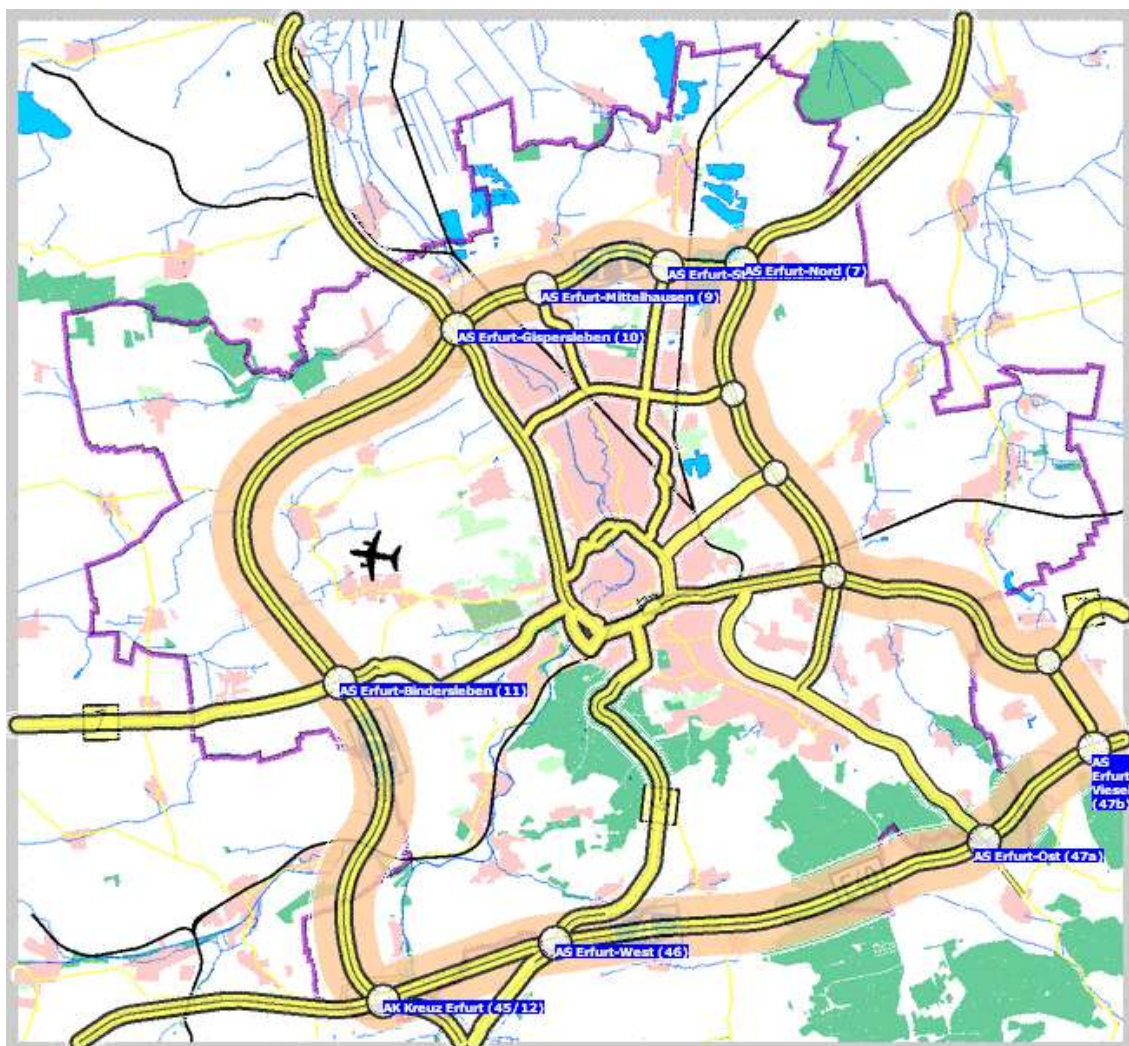 AS Erfurt-Nord (7)
AS Erfurt-Mittelhausen (9)
AS Erfurt-Gispersleben (10)
AS Erfurt-Bindersleben (11)
AS
Erfurt
(47b)
AS Erfurt-Ost (47a)
AS Erfurt-West (46)
AK Kreuz Erfurt (45/12)